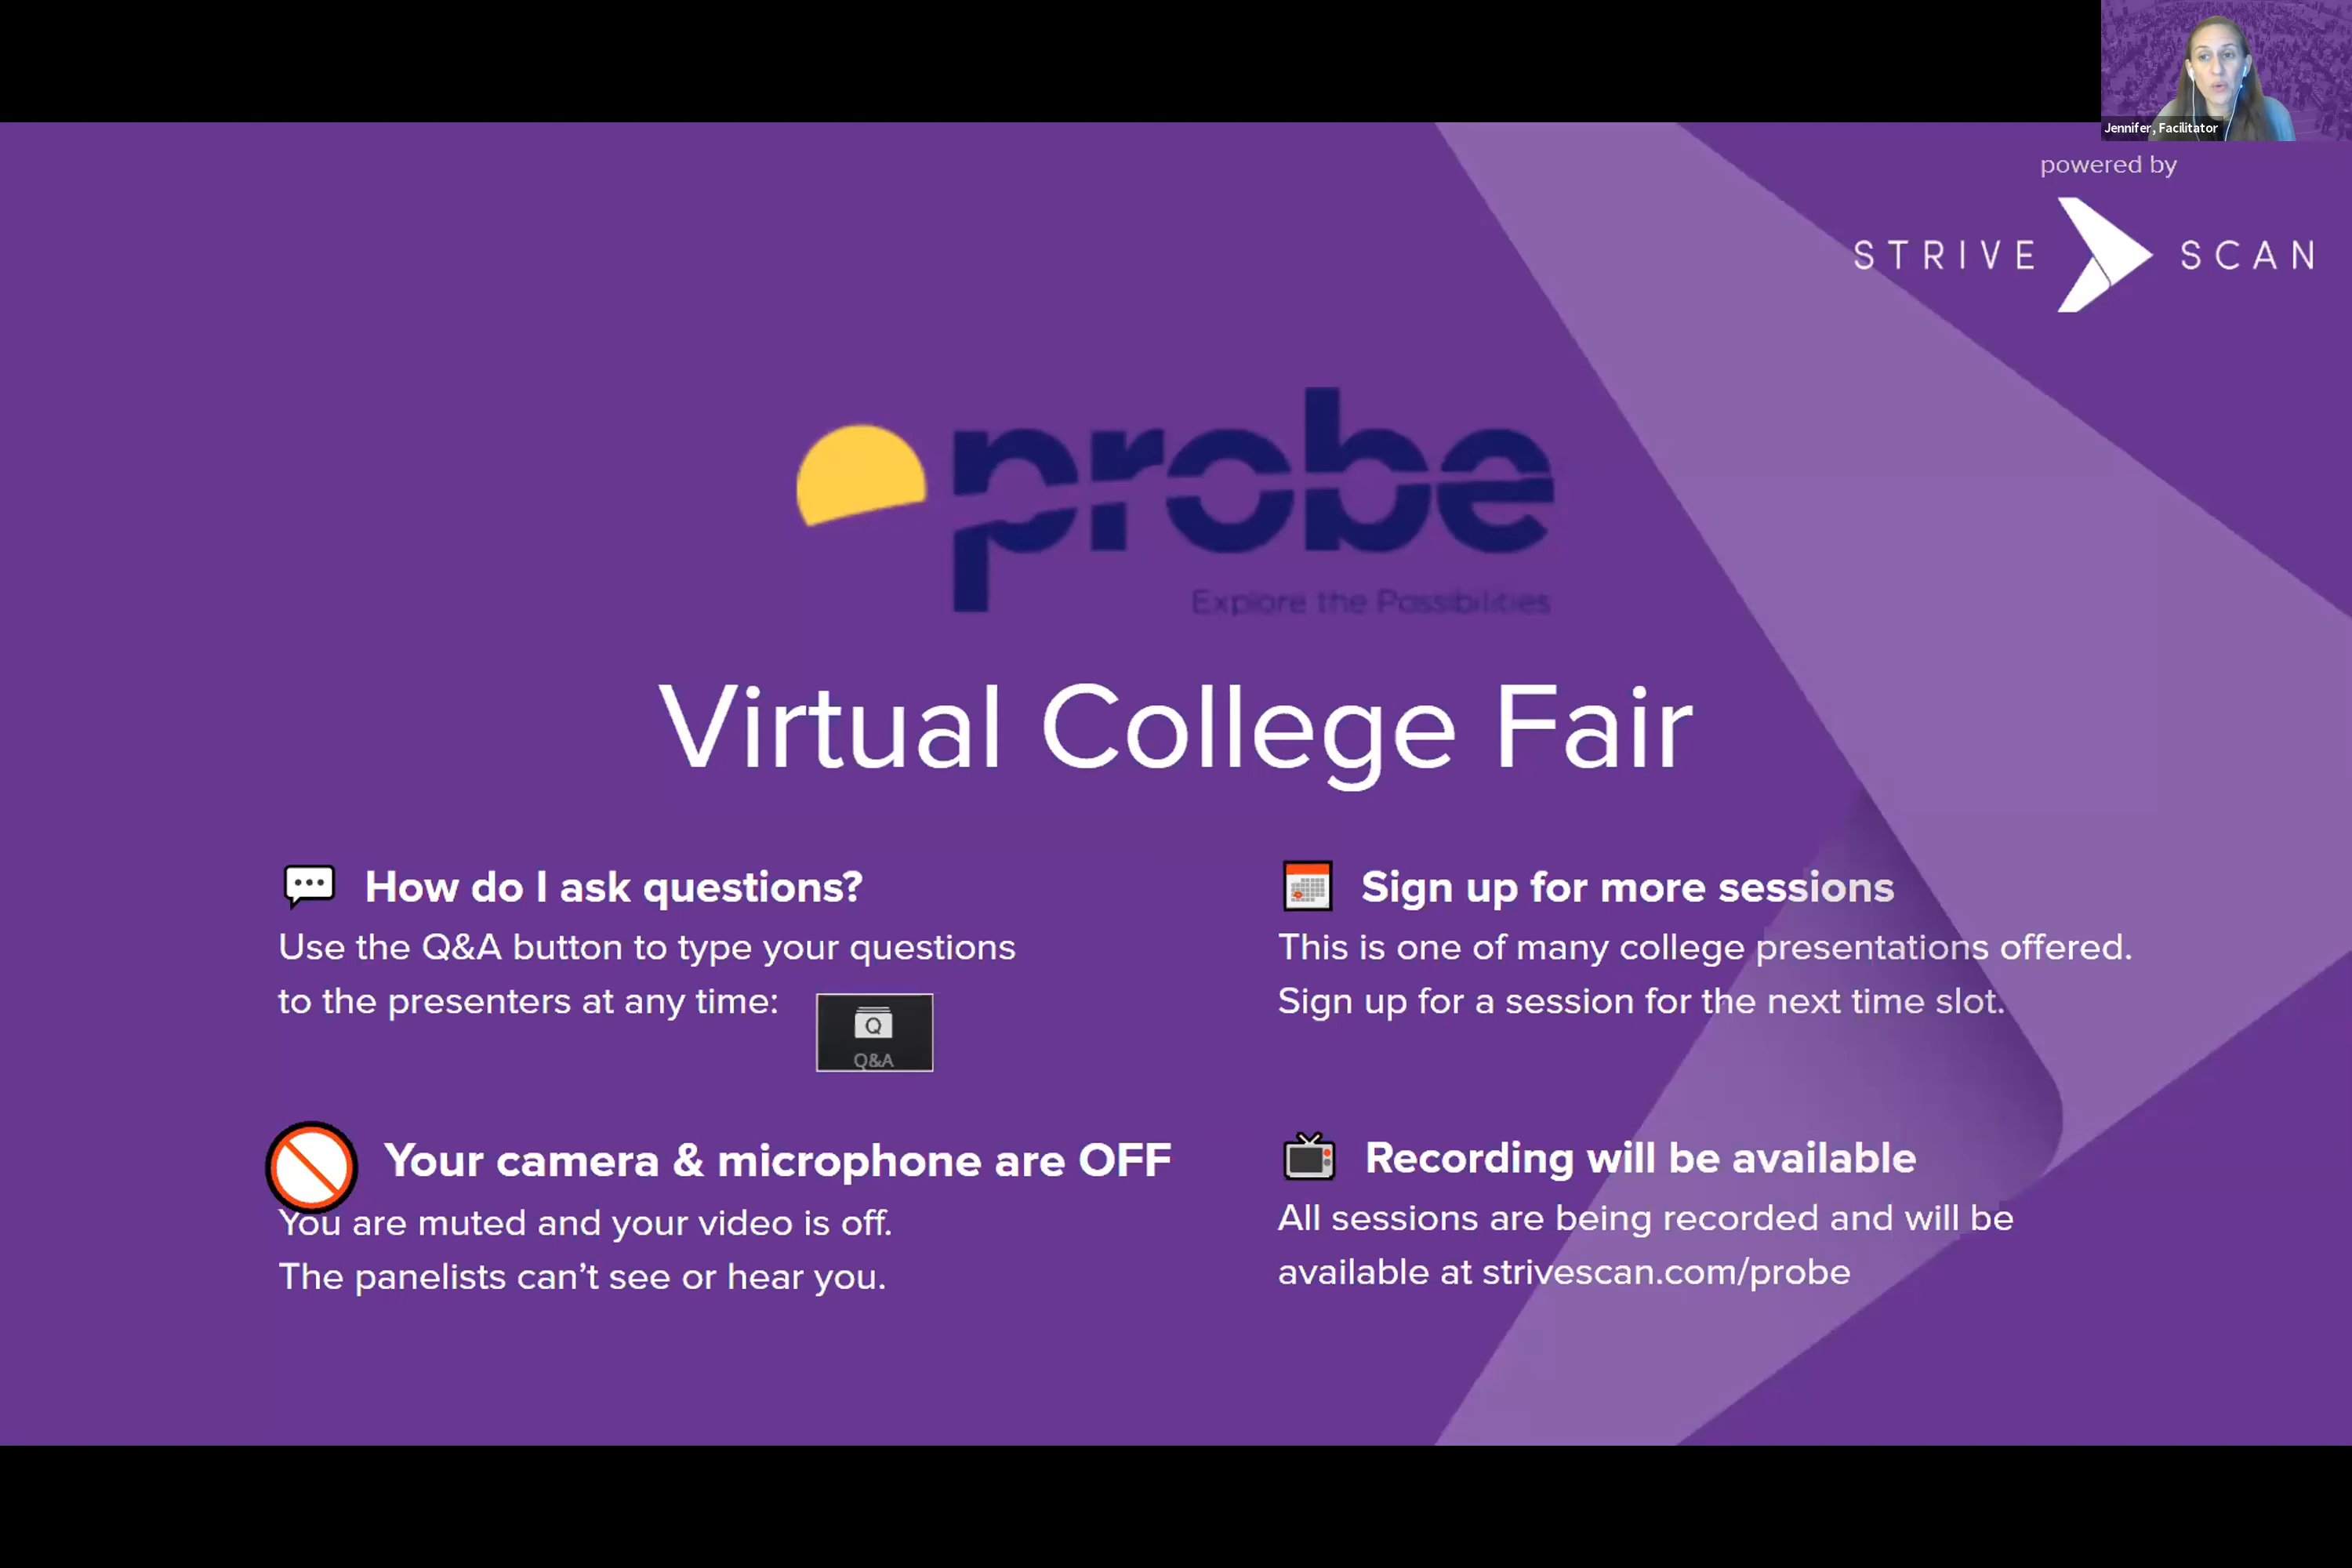 Jennifer, Facilitator
powered by
STRIVE SCAN
probe
Explore the Possibilities
Virtual College Fair
How do I ask questions?
Use the Q&A button to type your questions
to the presenters at any time:
Q
Q&A
Sign up for more sessions
This is one of many college presentations offered.
Sign up for a session for the next time slot.
Your camera & microphone are OFF
You are muted and your video is off.
The panelists can’t see or hear you.
Recording will be available
All sessions are being recorded and will be
available at strivescan.com/probe